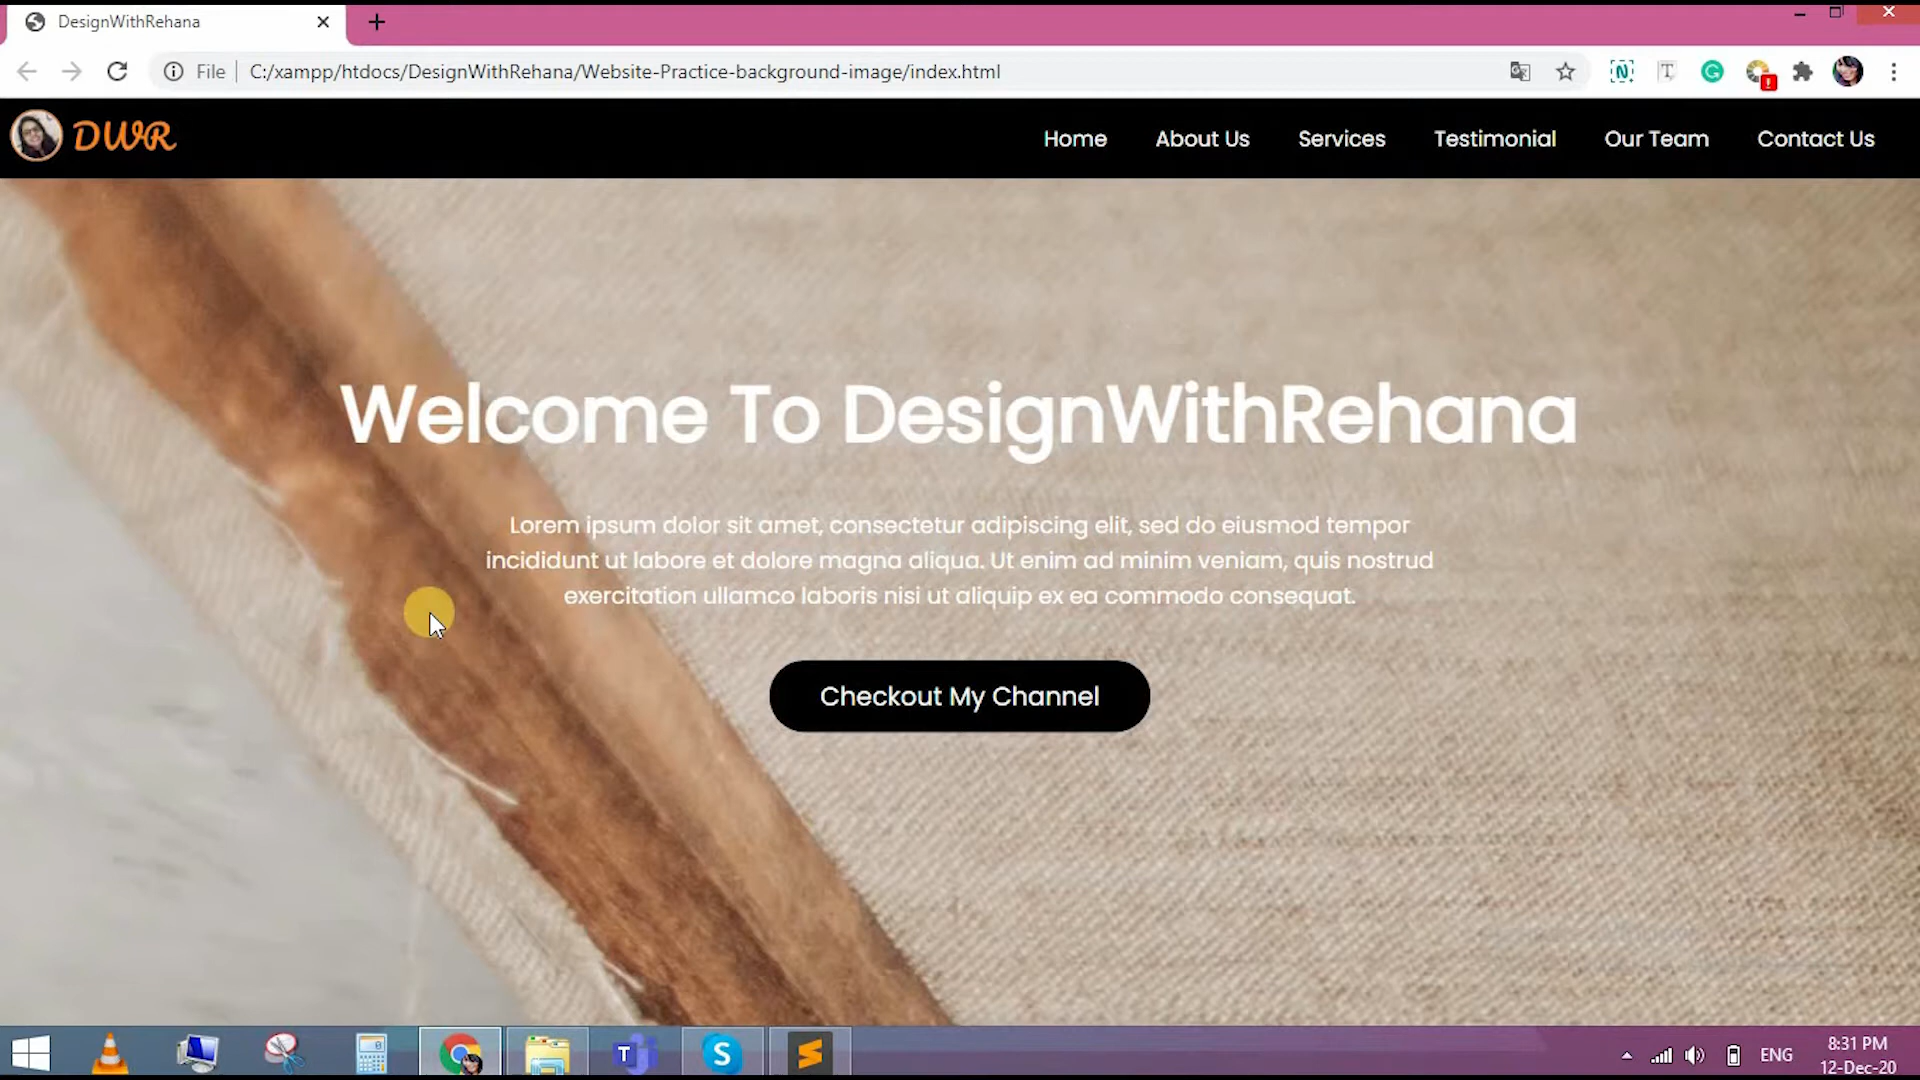 DesignWithRehana
File C:/xampp/htdocs/DesignWithRehana/Website-Practice-background-image/index.html
DWR Home About Us Services Testimonial Our Team Contact Us
Welcome To DesignWithRehana
Lorem ipsum dolor sit amet, consectetur adipiscing elit, sed do eiusmod tempor
incididunt ut labore et dolore magna aliqua. Ut enim ad minim veniam, quis nostrud
exercitation ullamco laboris nisi ut aliquip ex ea commodo consequat.
Checkout My Channel
ENG
8:31 PM
12-Dec-20